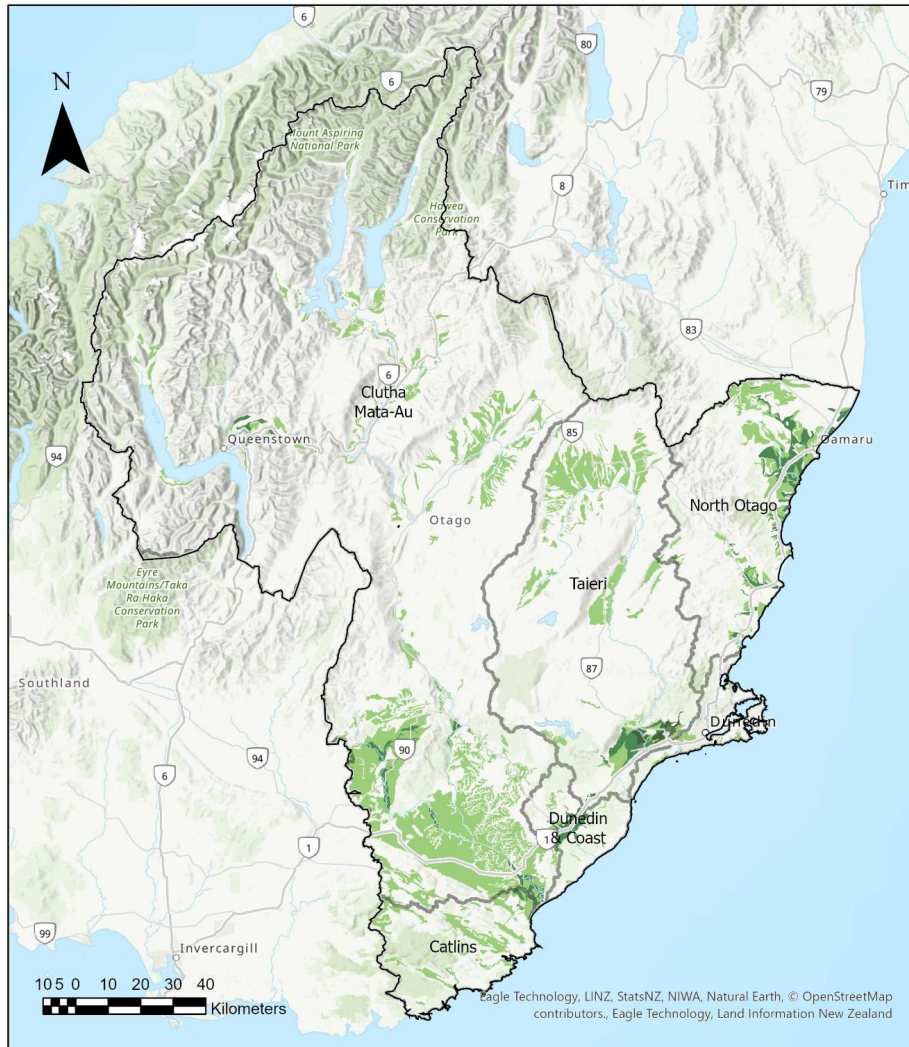 6
80
N
6
79
Mount Aspiring
National Park
Tim
8
Hawea
Conservation
Park
83
6
Clutha
Mata-Au
94
Queenstown
85
Oamaru
North Otago
Otago
Taieri
Eyre
Mountains/Taka
Ra Haka
Conservation
Park
87
Southland
Dunedin
90
94
6
Dunedin
& Coast
1
1
Catlins
99
Invercargill
10 5 0 10 20 30 40
Kilometers
Eagle Technology, LINZ, StatsNZ, NIWA, Natural Earth, © OpenStreetMap
contributors., Eagle Technology, Land Information New Zealand